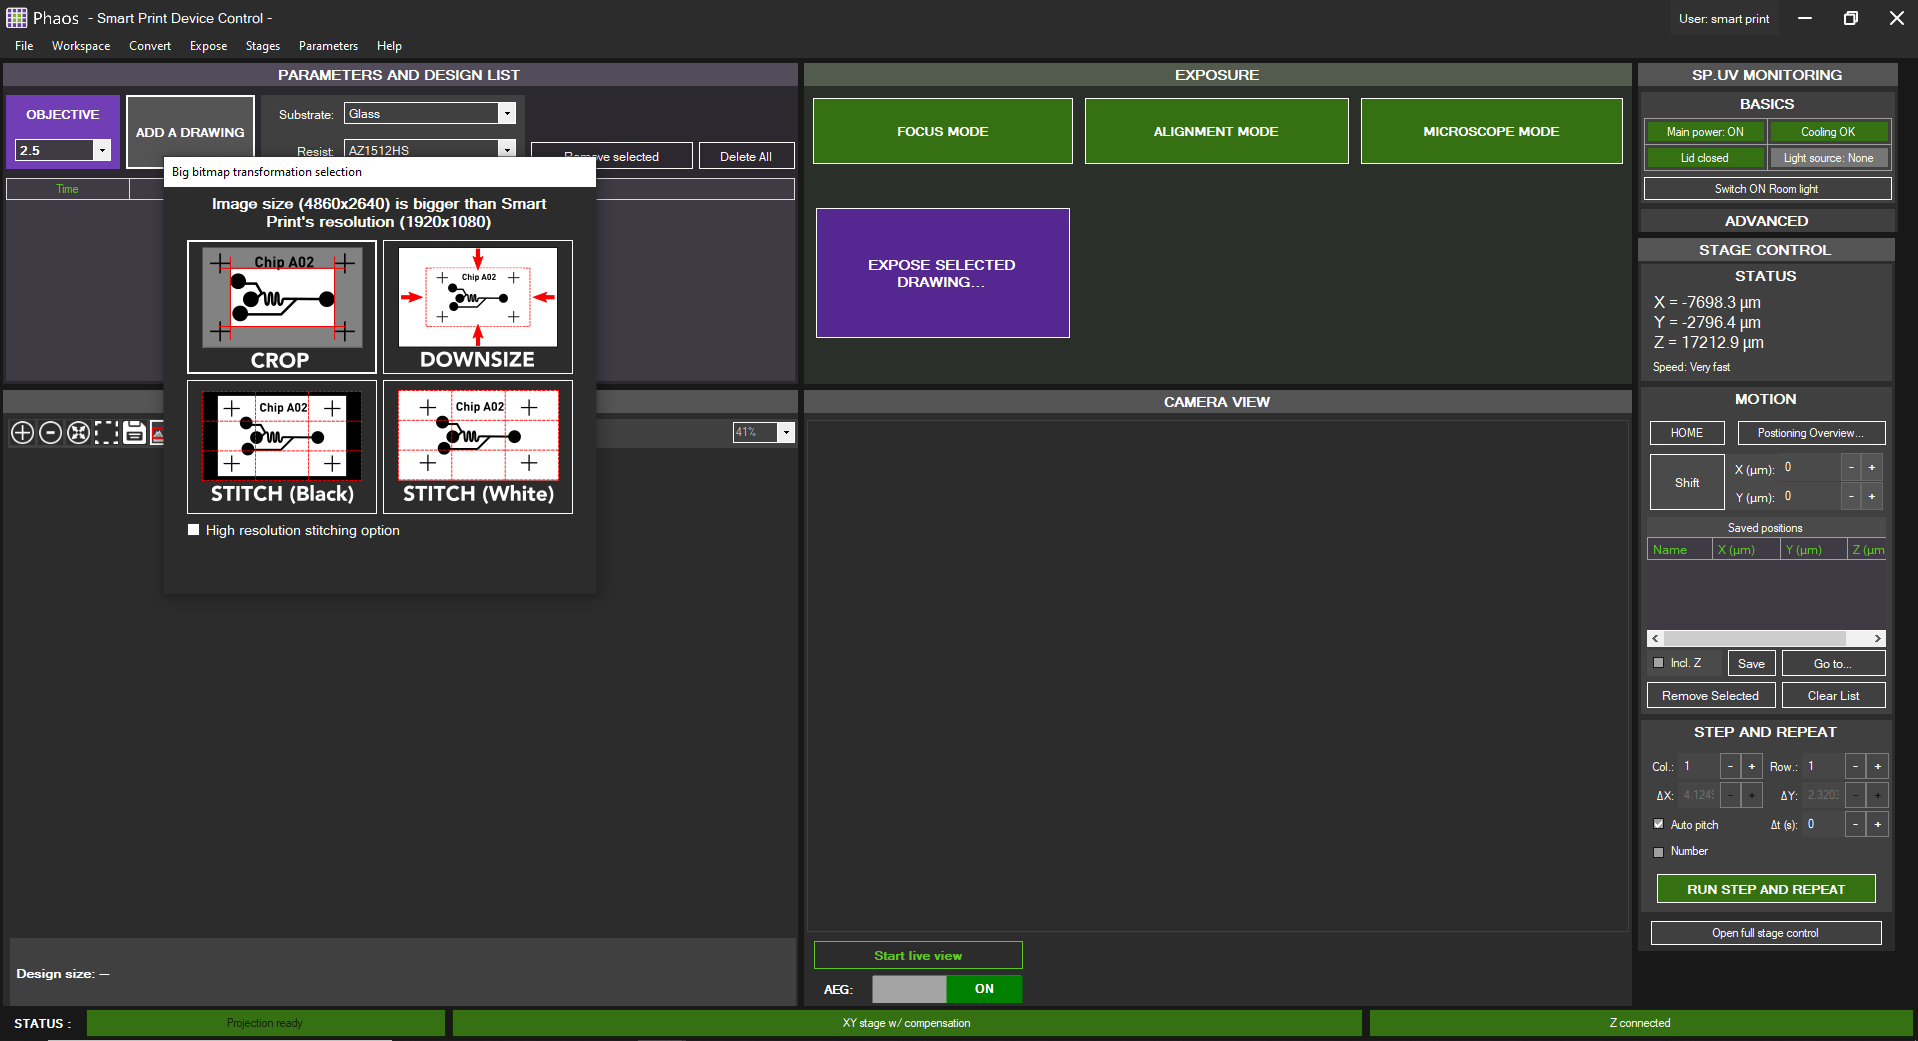 Phaos - Smart Print Device Control -
User: smart print
File Workspace Convert Expose Stages Parameters Help
PARAMETERS AND DESIGN LIST
OBJECTIVE
2.5
ADD A DRAWING
Substrate: Glass
Resist: AZ1512HS
Remove selected
Delete All
Time
Big bitmap transformation selection
Image size (4860x2640) is bigger than Smart
Print's resolution (1920x1080)
Chip A02
CROP
Chip A02
DOWNSIZE
Chip A02
STITCH (Black)
Chip A02
STITCH (White)
High resolution stitching option
41%
Design size: —
EXPOSURE
FOCUS MODE
ALIGNMENT MODE
MICROSCOPE MODE
EXPOSE SELECTED
DRAWING...
CAMERA VIEW
Start live view
AEG:
ON
SP.UV MONITORING
BASICS
Main power: ON
Cooling OK
Lid closed
Light source: None
Switch ON Room light
ADVANCED
STAGE CONTROL
STATUS
X = -7698.3 µm
Y = -2796.4 µm
Z = 17212.9 µm
Speed: Very fast
MOTION
HOME
Postioning Overview...
Shift
X (µm): 0 - +
Y (µm): 0 - +
Saved positions
Name X (µm) Y (µm) Z (µm
Incl. Z
Save
Go to...
Remove Selected
Clear List
STEP AND REPEAT
Col.: 1 - + Row.: 1 - +
ΔX: 4.1249 - + ΔY: 2.3203 - +
Auto pitch
Δt (s): 0 - +
Number
RUN STEP AND REPEAT
Open full stage control
STATUS :
Projection ready
XY stage w/ compensation
Z connected